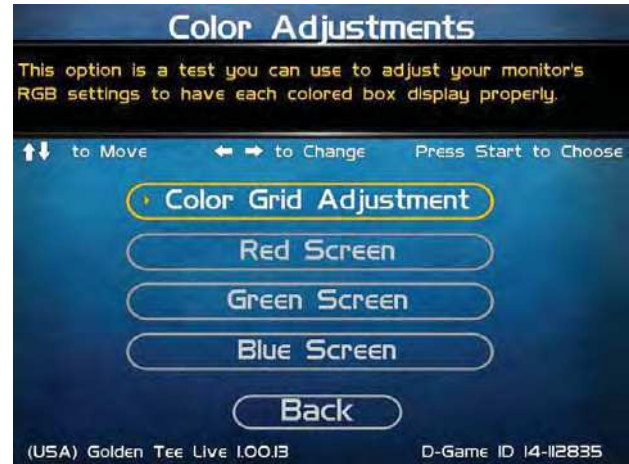 Color Adjustments
This option is a test you can use to adjust your monitor's
RGB settings to have each colored box display properly.
to Move to Change Press Start to Choose
Color Grid Adjustment
Red Screen
Green Screen
Blue Screen
Back
(USA) Golden Tee Live 1.00.13 D-Game ID 14-112835